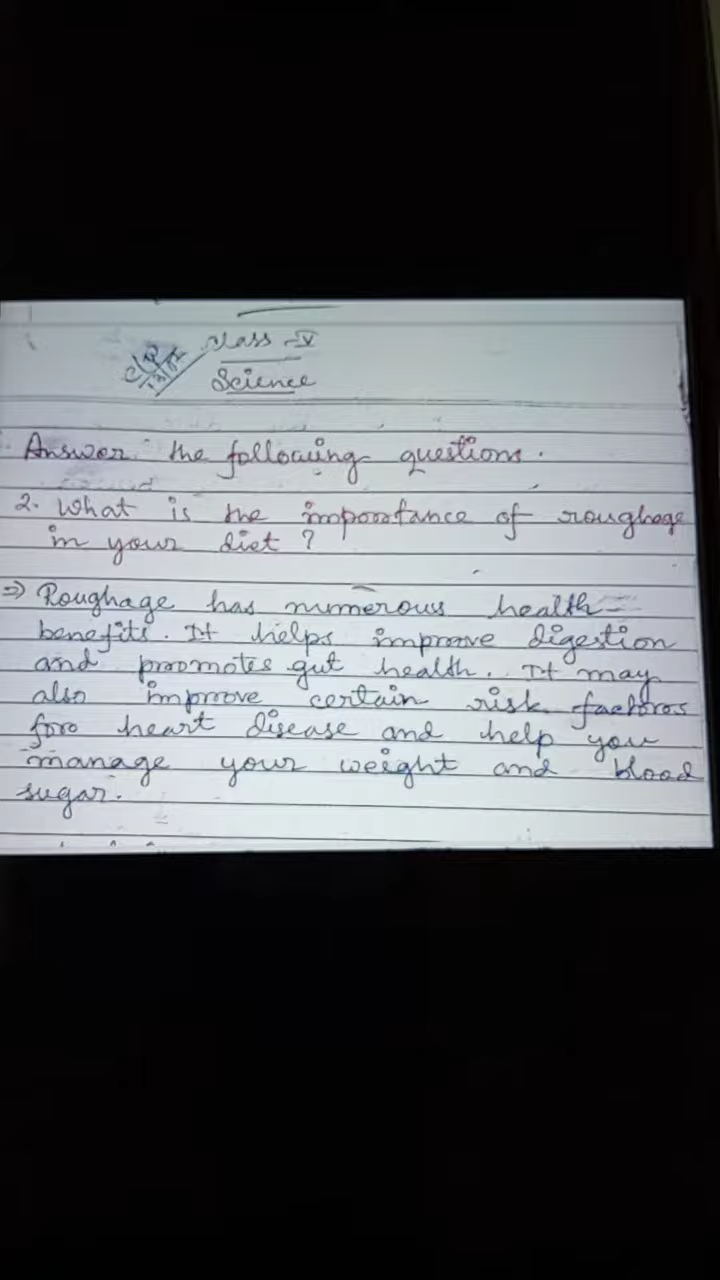 Class - V
Science
Answer the following questions.
2. What is the importance of roughage
in your diet ?
⇒ Roughage has numerous health
benefits. It helps improve digestion
and promotes gut health. It may
also improve certain risk factors
for heart disease and help you
manage your weight and blood
sugar.